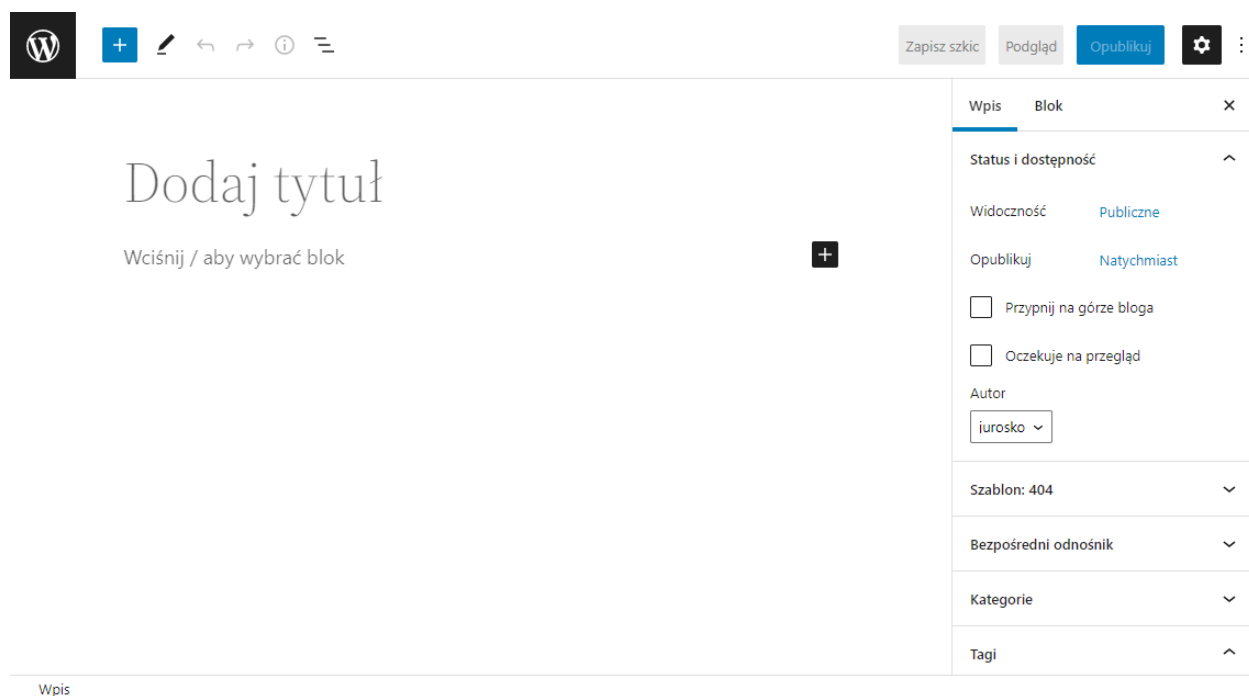 Zapisz szkic Podgląd Opublikuj
Wpis Blok
Status i dostępność
Dodaj tytuł
Widoczność Publiczne
Wciśnij / aby wybrać blok
Opublikuj Natychmiast
Przypnij na górze bloga
Oczekuje na przegląd
Autor
jurosko
Szablon: 404
Bezpośredni odnośnik
Kategorie
Tagi
Wpis